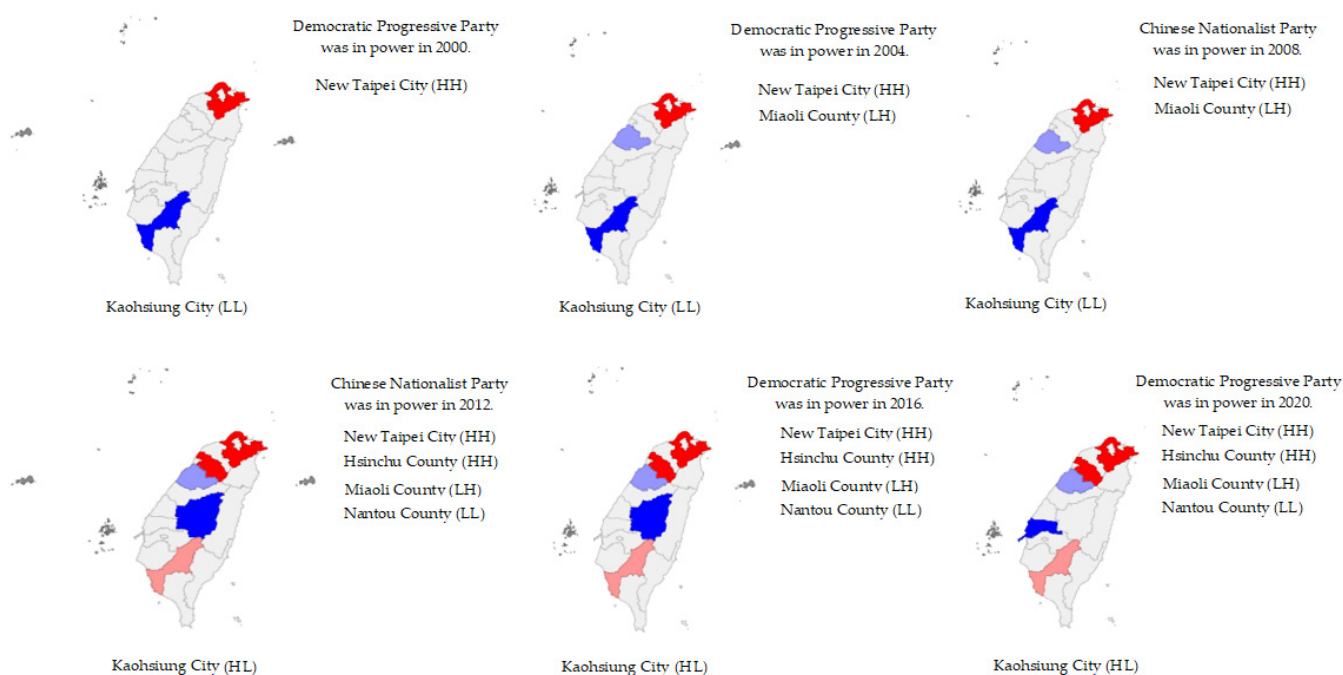 Democratic Progressive Party
was in power in 2000.
New Taipei City (HH)
Kaohsiung City (LL)
Democratic Progressive Party
was in power in 2004.
New Taipei City (HH)
Miaoli County (LH)
Kaohsiung City (LL)
Chinese Nationalist Party
was in power in 2008.
New Taipei City (HH)
Miaoli County (LH)
Kaohsiung City (LL)
Chinese Nationalist Party
was in power in 2012.
New Taipei City (HH)
Hsinchu County (HH)
Miaoli County (LH)
Nantou County (LL)
Kaohsiung City (HL)
Democratic Progressive Party
was in power in 2016.
New Taipei City (HH)
Hsinchu County (HH)
Miaoli County (LH)
Nantou County (LL)
Kaohsiung City (HL)
Democratic Progressive Party
was in power in 2020.
New Taipei City (HH)
Hsinchu County (HH)
Miaoli County (LH)
Nantou County (LL)
Kaohsiung City (HL)